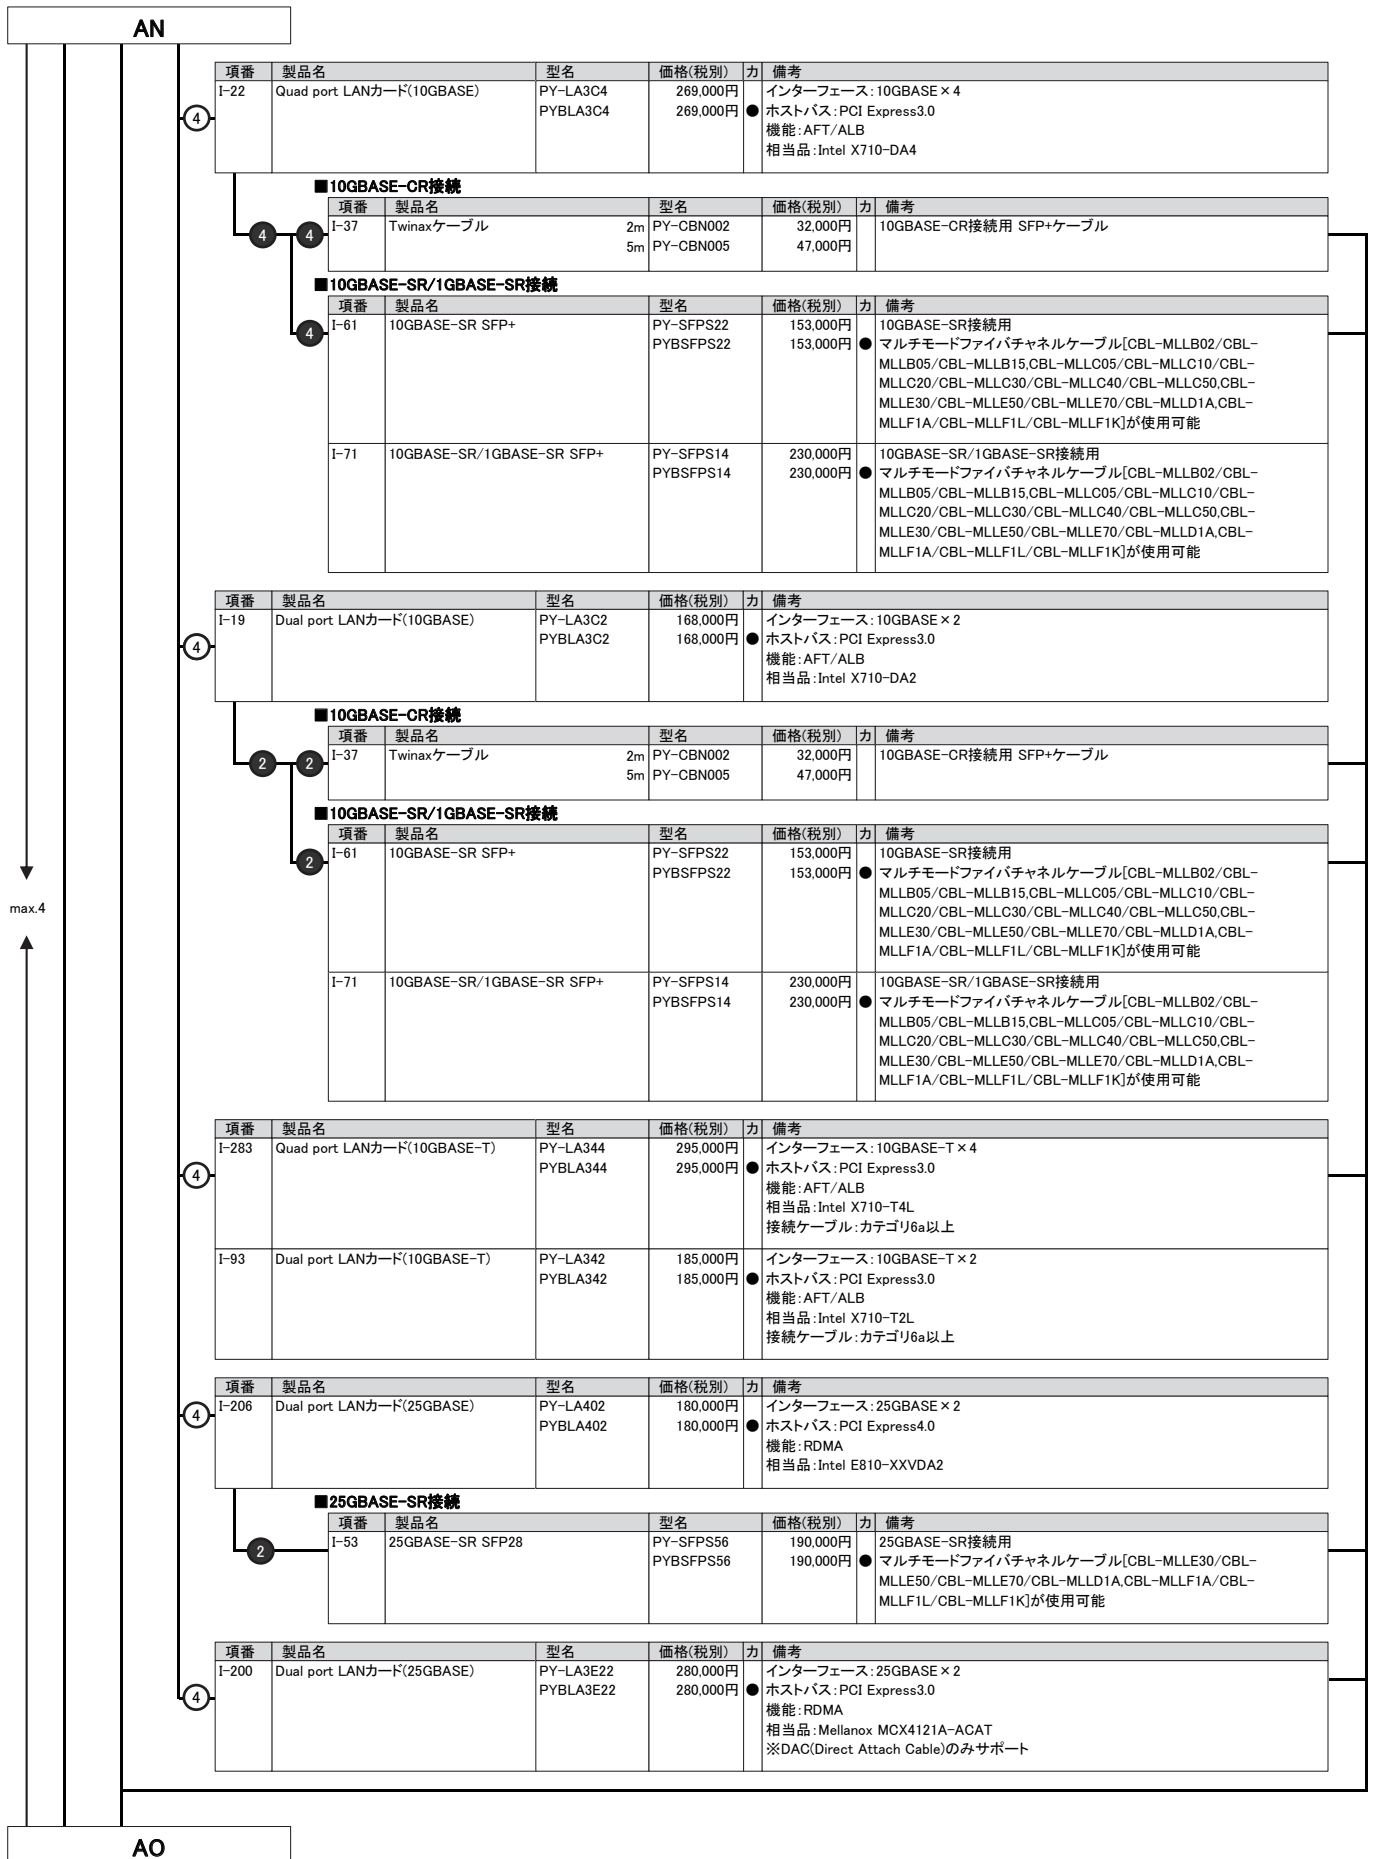 AN
項番 製品名 型名 価格(税別) カ 備考
I-22 Quad port LANカード(10GBASE) PY-LA3C4 269,000円 インターフェース:10GBASE×4
PYBLA3C4 269,000円 ● ホストバス:PCI Express3.0
4
機能:AFT/ALB
相当品:Intel X710-DA4
■10GBASE-CR接続
項番 製品名 型名 価格(税別) カ 備考
4 4 I-37 Twinaxケーブル 2m PY-CBN002 32,000円 10GBASE-CR接続用 SFP+ケーブル
5m PY-CBN005 47,000円
■10GBASE-SR/1GBASE-SR接続
項番 製品名 型名 価格(税別) カ 備考
4 I-61 10GBASE-SR SFP+ PY-SFPS22 153,000円 10GBASE-SR接続用
PYBSFPS22 153,000円 ● マルチモードファイバチャネルケーブル[CBL-MLLB02/CBL-
MLLB05/CBL-MLLB15,CBL-MLLC05/CBL-MLLC10/CBL-
MLLC20/CBL-MLLC30/CBL-MLLC40/CBL-MLLC50,CBL-
MLLE30/CBL-MLLE50/CBL-MLLE70/CBL-MLLD1A,CBL-
MLLF1A/CBL-MLLF1L/CBL-MLLF1K]が使用可能
I-71 10GBASE-SR/1GBASE-SR SFP+ PY-SFPS14 230,000円 10GBASE-SR/1GBASE-SR接続用
PYBSFPS14 230,000円 ● マルチモードファイバチャネルケーブル[CBL-MLLB02/CBL-
MLLB05/CBL-MLLB15,CBL-MLLC05/CBL-MLLC10/CBL-
MLLC20/CBL-MLLC30/CBL-MLLC40/CBL-MLLC50,CBL-
MLLE30/CBL-MLLE50/CBL-MLLE70/CBL-MLLD1A,CBL-
MLLF1A/CBL-MLLF1L/CBL-MLLF1K]が使用可能
項番 製品名 型名 価格(税別) カ 備考
I-19 Dual port LANカード(10GBASE) PY-LA3C2 168,000円 インターフェース:10GBASE×2
4 PYBLA3C2 168,000円 ● ホストバス:PCI Express3.0
機能:AFT/ALB
相当品:Intel X710-DA2
■10GBASE-CR接続
項番 製品名 型名 価格(税別) カ 備考
2 2 I-37 Twinaxケーブル 2m PY-CBN002 32,000円 10GBASE-CR接続用 SFP+ケーブル
5m PY-CBN005 47,000円
■10GBASE-SR/1GBASE-SR接続
項番 製品名 型名 価格(税別) カ 備考
2 I-61 10GBASE-SR SFP+ PY-SFPS22 153,000円 10GBASE-SR接続用
PYBSFPS22 153,000円 ● マルチモードファイバチャネルケーブル[CBL-MLLB02/CBL-
MLLB05/CBL-MLLB15,CBL-MLLC05/CBL-MLLC10/CBL-
max.4
MLLC20/CBL-MLLC30/CBL-MLLC40/CBL-MLLC50,CBL-
MLLE30/CBL-MLLE50/CBL-MLLE70/CBL-MLLD1A,CBL-
MLLF1A/CBL-MLLF1L/CBL-MLLF1K]が使用可能
I-71 10GBASE-SR/1GBASE-SR SFP+ PY-SFPS14 230,000円 10GBASE-SR/1GBASE-SR接続用
PYBSFPS14 230,000円 ● マルチモードファイバチャネルケーブル[CBL-MLLB02/CBL-
MLLB05/CBL-MLLB15,CBL-MLLC05/CBL-MLLC10/CBL-
MLLC20/CBL-MLLC30/CBL-MLLC40/CBL-MLLC50,CBL-
MLLE30/CBL-MLLE50/CBL-MLLE70/CBL-MLLD1A,CBL-
MLLF1A/CBL-MLLF1L/CBL-MLLF1K]が使用可能
項番 製品名 型名 価格(税別) カ 備考
I-283 Quad port LANカード(10GBASE-T) PY-LA344 295,000円 インターフェース:10GBASE-T×4
4 PYBLA344 295,000円 ● ホストバス:PCI Express3.0
機能:AFT/ALB
相当品:Intel X710-T4L
接続ケーブル:カテゴリ6a以上
I-93 Dual port LANカード(10GBASE-T) PY-LA342 185,000円 インターフェース:10GBASE-T×2
PYBLA342 185,000円 ● ホストバス:PCI Express3.0
機能:AFT/ALB
相当品:Intel X710-T2L
接続ケーブル:カテゴリ6a以上
項番 製品名 型名 価格(税別) カ 備考
4 I-206 Dual port LANカード(25GBASE) PY-LA402 180,000円 インターフェース:25GBASE×2
PYBLA402 180,000円 ● ホストバス:PCI Express4.0
機能:RDMA
相当品:Intel E810-XXVDA2
■25GBASE-SR接続
項番 製品名 型名 価格(税別) カ 備考
2 I-53 25GBASE-SR SFP28 PY-SFPS56 190,000円 25GBASE-SR接続用
PYBSFPS56 190,000円 ● マルチモードファイバチャネルケーブル[CBL-MLLE30/CBL-
MLLE50/CBL-MLLE70/CBL-MLLD1A,CBL-MLLF1A/CBL-
MLLF1L/CBL-MLLF1K]が使用可能
項番 製品名 型名 価格(税別) カ 備考
I-200 Dual port LANカード(25GBASE) PY-LA3E22 280,000円 インターフェース:25GBASE×2
4 PYBLA3E22 280,000円 ● ホストバス:PCI Express3.0
機能:RDMA
相当品:Mellanox MCX4121A-ACAT
※DAC(Direct Attach Cable)のみサポート
AO